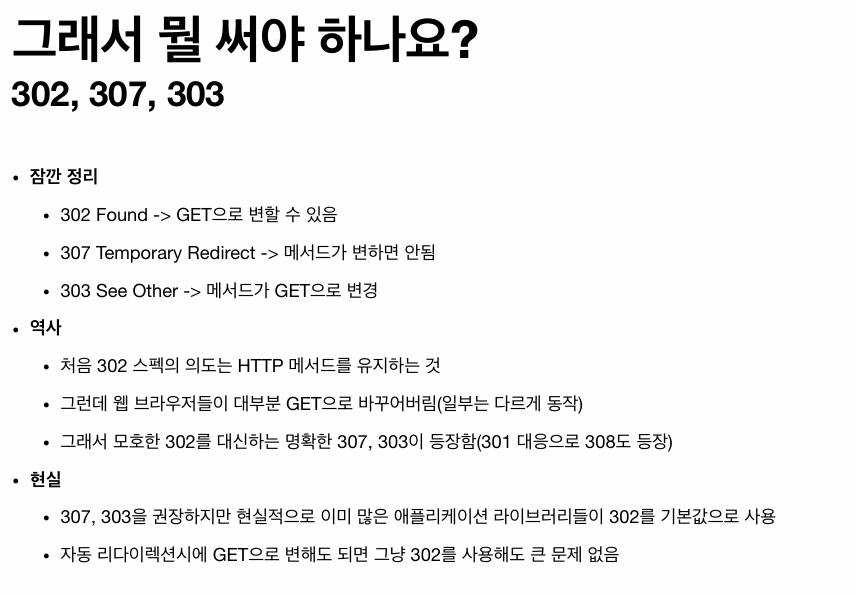 그래서 뭘 써야 하나요?
302, 307, 303
• 잠깐 정리
• 302 Found -> GET으로 변할 수 있음
• 307 Temporary Redirect -> 메서드가 변하면 안됨
• 303 See Other -> 메서드가 GET으로 변경
• 역사
• 처음 302 스펙의 의도는 HTTP 메서드를 유지하는 것
• 그런데 웹 브라우저들이 대부분 GET으로 바꾸어버림(일부는 다르게 동작)
• 그래서 모호한 302를 대신하는 명확한 307, 303이 등장함(301 대응으로 308도 등장)
• 현실
• 307, 303을 권장하지만 현실적으로 이미 많은 애플리케이션 라이브러리들이 302를 기본값으로 사용
• 자동 리다이렉션시에 GET으로 변해도 되면 그냥 302를 사용해도 큰 문제 없음